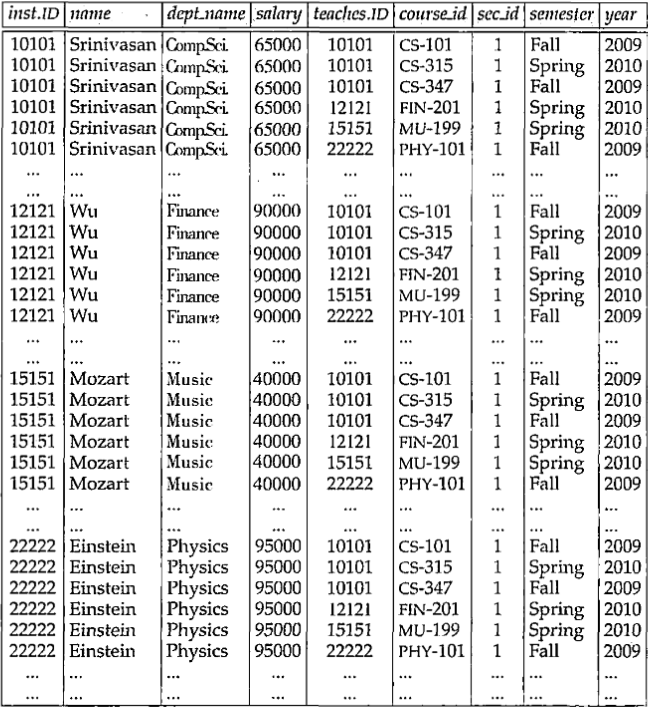 inst.ID name dept_name salary teaches.ID course_id sec_id semester year
10101 Srinivasan Comp.Sci. 65000 10101 CS-101 1 Fall 2009
10101 Srinivasan Comp.Sci. 65000 10101 CS-315 1 Spring 2010
10101 Srinivasan Comp.Sci. 65000 10101 CS-347 1 Fall 2009
10101 Srinivasan Comp.Sci. 65000 12121 FIN-201 1 Spring 2010
10101 Srinivasan Comp.Sci. 65000 15151 MU-199 1 Spring 2010
10101 Srinivasan Comp.Sci. 65000 22222 PHY-101 1 Fall 2009
... ... ... ... ... ... ... ... ...
... ... ... ... ... ... ... ... ...
12121 Wu Finance 90000 10101 CS-101 1 Fall 2009
12121 Wu Finance 90000 10101 CS-315 1 Spring 2010
12121 Wu Finance 90000 10101 CS-347 1 Fall 2009
12121 Wu Finance 90000 12121 FIN-201 1 Spring 2010
12121 Wu Finance 90000 15151 MU-199 1 Spring 2010
12121 Wu Finance 90000 22222 PHY-101 1 Fall 2009
... ... ... ... ... ... ... ... ...
... ... ... ... ... ... ... ... ...
15151 Mozart Music 40000 10101 CS-101 1 Fall 2009
15151 Mozart Music 40000 10101 CS-315 1 Spring 2010
15151 Mozart Music 40000 10101 CS-347 1 Fall 2009
15151 Mozart Music 40000 12121 FIN-201 1 Spring 2010
15151 Mozart Music 40000 15151 MU-199 1 Spring 2010
15151 Mozart Music 40000 22222 PHY-101 1 Fall 2009
... ... ... ... ... ... ... ... ...
... ... ... ... ... ... ... ... ...
22222 Einstein Physics 95000 10101 CS-101 1 Fall 2009
22222 Einstein Physics 95000 10101 CS-315 1 Spring 2010
22222 Einstein Physics 95000 10101 CS-347 1 Fall 2009
22222 Einstein Physics 95000 12121 FIN-201 1 Spring 2010
22222 Einstein Physics 95000 15151 MU-199 1 Spring 2010
22222 Einstein Physics 95000 22222 PHY-101 1 Fall 2009
... ... ... ... ... ... ... ... ...
... ... ... ... ... ... ... ... ...